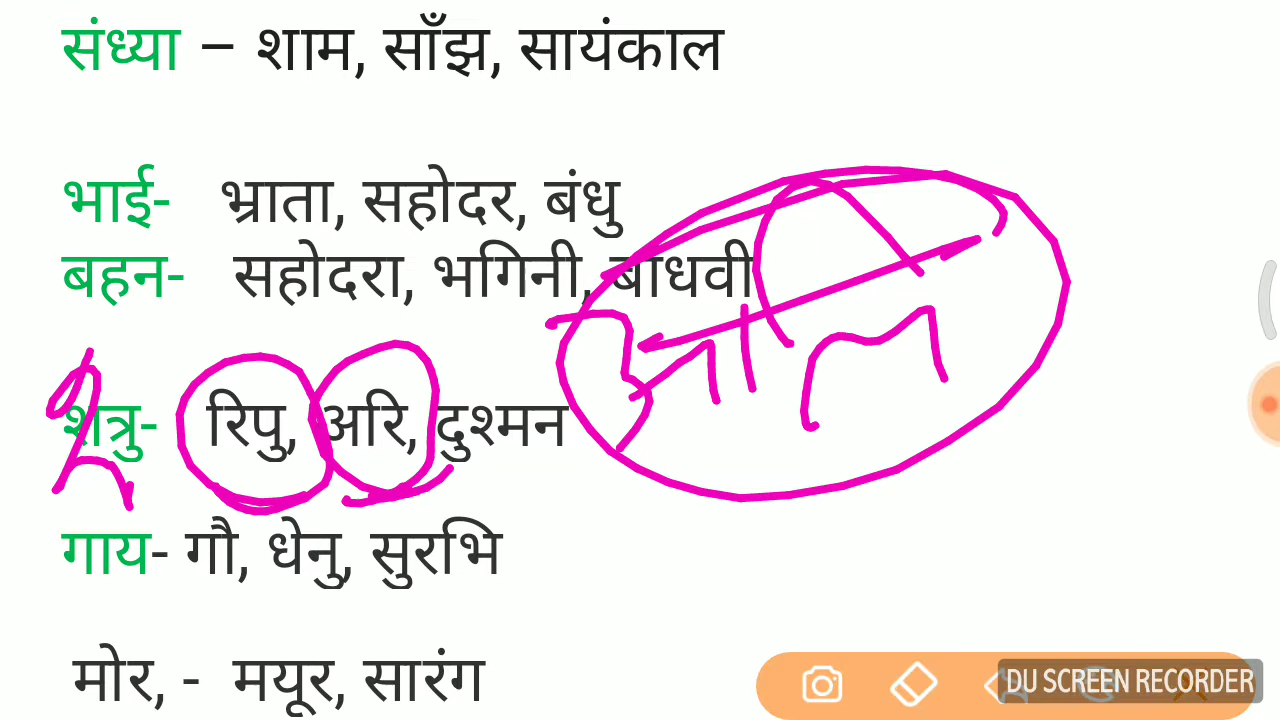 संध्या – शाम, साँझ, सायंकाल
भाई- भ्राता, सहोदर, बंधु
बहन- सहोदरा, भगिनी, बांधवी
शत्रु- रिपु, अरि, दुश्मन
गाय- गौ, धेनु, सुरभि
मोर, - मयूर, सारंग
DU SCREEN RECORDER